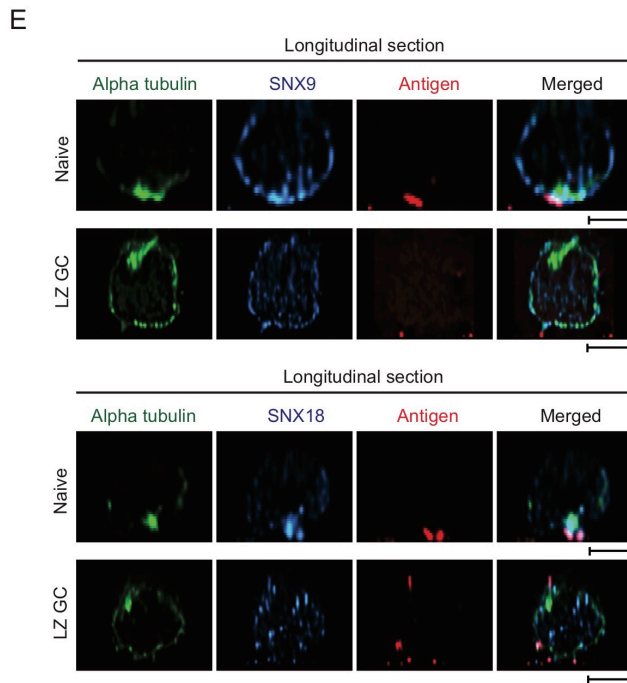 E
Longitudinal section
Alpha tubulin SNX9 Antigen Merged
Naive
LZ GC
Longitudinal section
Alpha tubulin SNX18 Antigen Merged
Naive
LZ GC